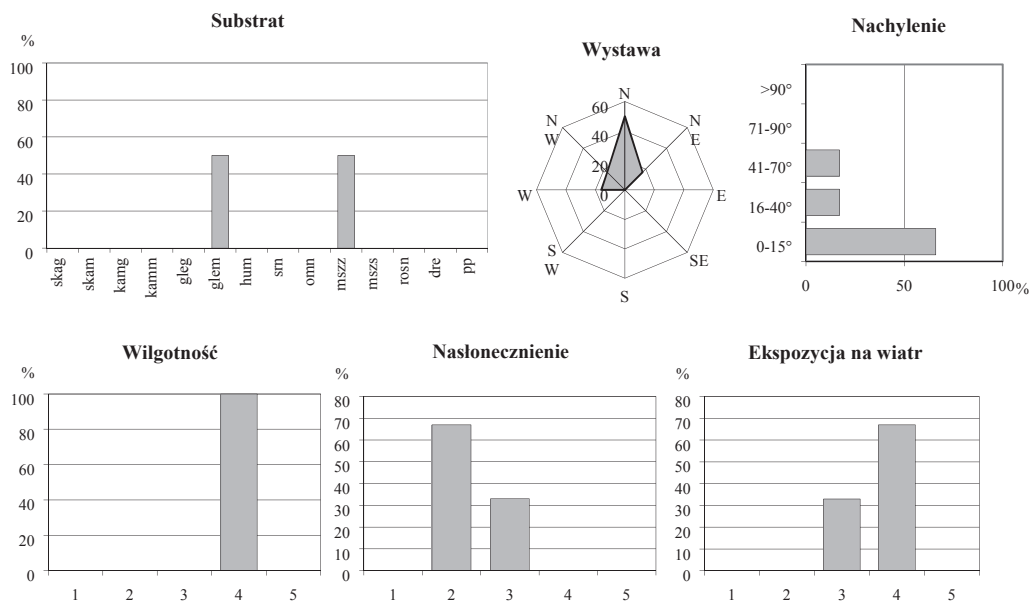 Substrat
%
100
80
60
40
20
0
skag
skam
kamg
kamm
gleg
glem
hum
srn
omn
mszz
mszs
rosn
dre
pp
Wystawa
N
N
E
E
SE
S
S
W
W
N
W
60
40
20
0
Nachylenie
>90°
71-90°
41-70°
16-40°
0-15°
0
50
100%
Wilgotność
%
100
80
60
40
20
0
1
2
3
4
5
Nasłonecznienie
%
80
70
60
50
40
30
20
10
0
1
2
3
4
5
Ekspozycja na wiatr
%
80
70
60
50
40
30
20
10
0
1
2
3
4
5